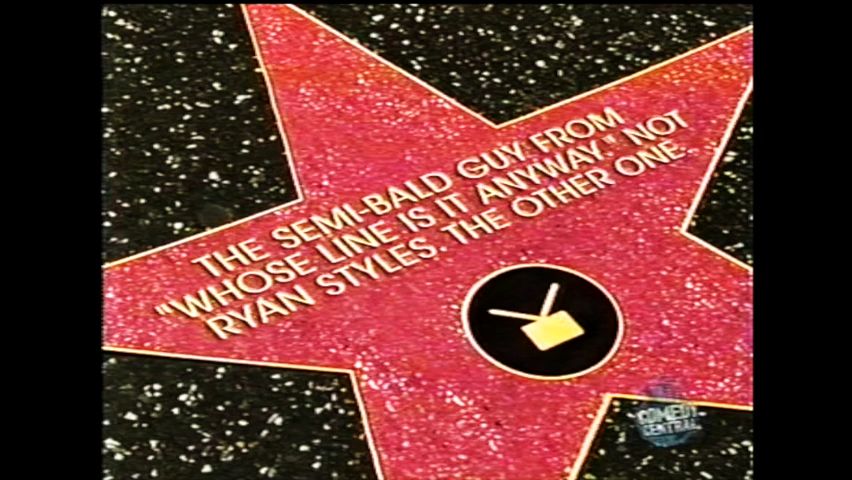 THE SEMI-BALD GUY FROM
"WHOSE LINE IS IT ANYWAY." NOT
RYAN STYLES. THE OTHER ONE.
COMEDY
CENTRAL